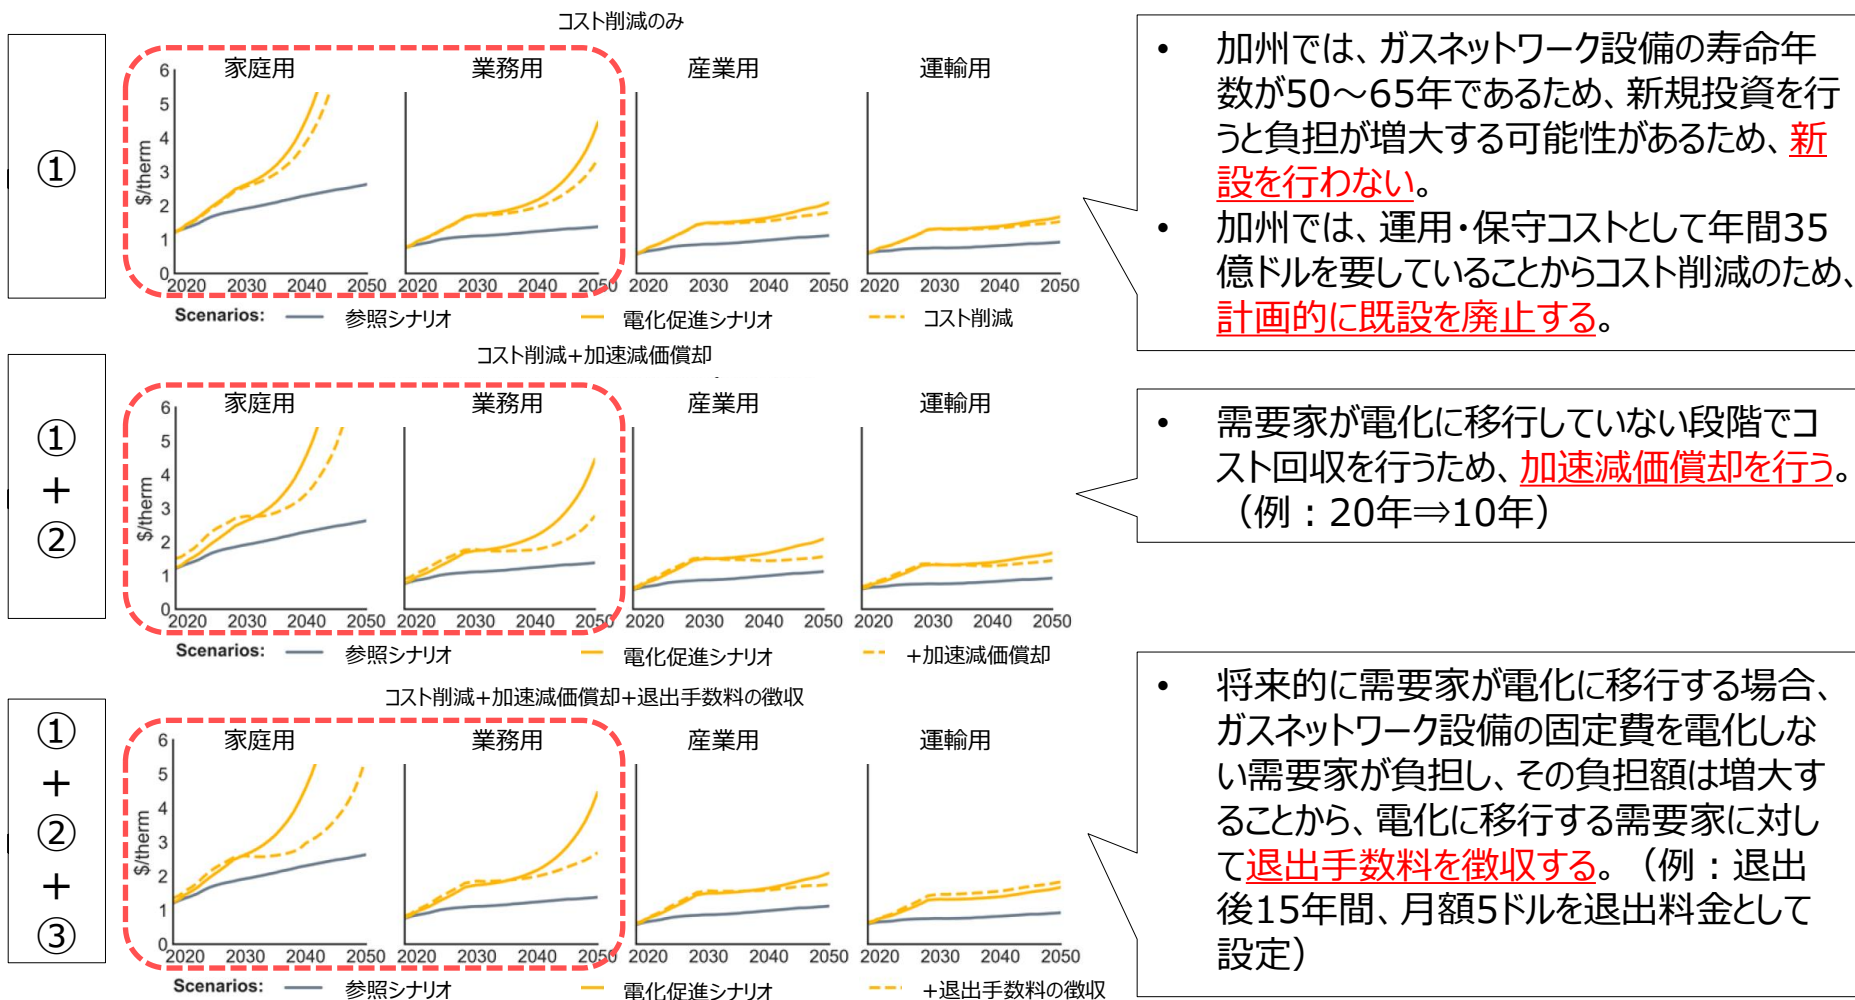 コスト削減のみ
①
家庭用
業務用
産業用
運輸用
$/therm
6
5
4
3
2
1
0
2020 2030 2040 2050
2020 2030 2040 2050
2020 2030 2040 2050
2020 2030 2040 2050
Scenarios: 参照シナリオ 電化促進シナリオ コスト削減
• 加州では、ガスネットワーク設備の寿命年
数が50～65年であるため、新規投資を行
うと負担が増大する可能性があるため、新
設を行わない。
• 加州では、運用・保守コストとして年間35
億ドルを要していることからコスト削減のため、
計画的に既設を廃止する。
コスト削減+加速減価償却
①
+
②
家庭用
業務用
産業用
運輸用
$/therm
6
5
4
3
2
1
0
2020 2030 2040 2050
2020 2030 2040 2050
2020 2030 2040 2050
2020 2030 2040 2050
Scenarios: 参照シナリオ 電化促進シナリオ +加速減価償却
• 需要家が電化に移行していない段階でコ
スト回収を行うため、加速減価償却を行う。
（例：20年⇒10年）
コスト削減+加速減価償却+退出手数料の徴収
①
+
②
+
③
家庭用
業務用
産業用
運輸用
$/therm
6
5
4
3
2
1
0
2020 2030 2040 2050
2020 2030 2040 2050
2020 2030 2040 2050
2020 2030 2040 2050
Scenarios: 参照シナリオ 電化促進シナリオ +退出手数料の徴収
• 将来的に需要家が電化に移行する場合、
ガスネットワーク設備の固定費を電化しな
い需要家が負担し、その負担額は増大す
ることから、電化に移行する需要家に対し
て退出手数料を徴収する。（例：退出
後15年間、月額5ドルを退出料金として
設定）